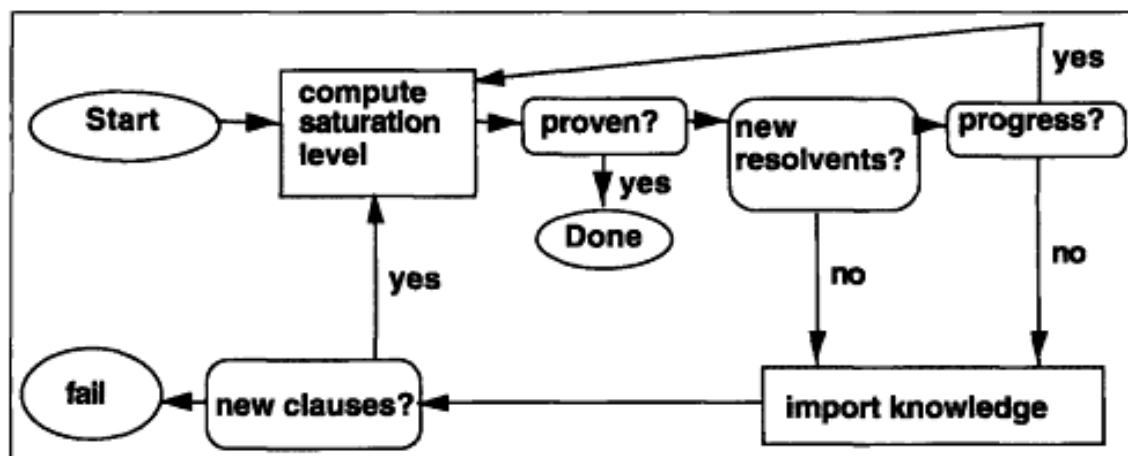 Start
compute
saturation
level
proven?
new
resolvents?
progress?
yes
yes
Done
no
no
yes
fail
new clauses?
import knowledge